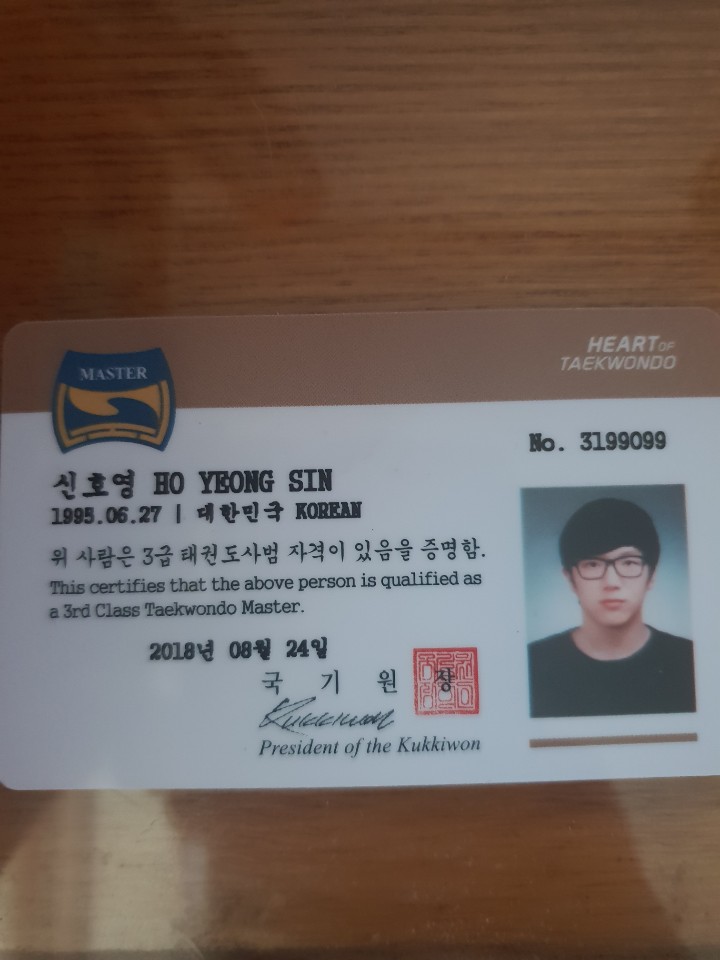 MASTER
HEART OF
TAEKWONDO
No. 3199099
신호영 HO YEONG SIN
1995.06.27 | 대한민국 KOREAN
위 사람은 3급 태권도사범 자격이 있음을 증명함.
This certifies that the above person is qualified as
a 3rd Class Taekwondo Master.
2018년 08월 24일
국 기 원 장
Kukkiwon
President of the Kukkiwon